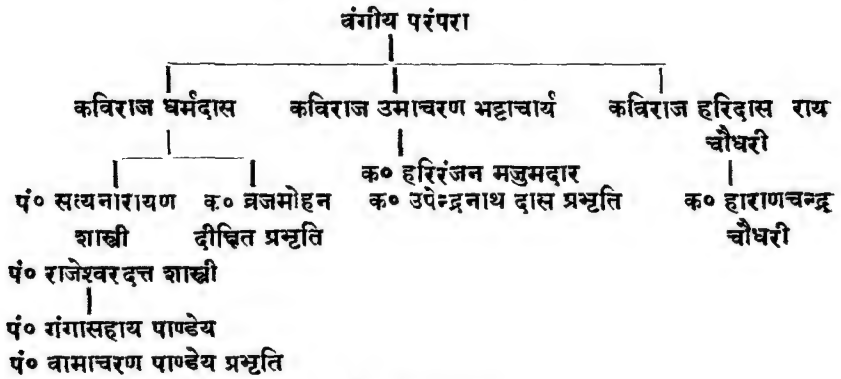 वंगीय परंपरा
कविराज धर्मदास कविराज उमाचरण भट्टाचार्य कविराज हरिदास राय
चौधरी
क० हरिरंजन मजुमदार
पं० सत्यनारायण क० व्रजमोहन क० उपेन्द्रनाथ दास प्रभृति क० हाराणचन्द्र
शास्त्री दीक्षित प्रभृति चौधरी
पं० राजेश्वरदत्त शास्त्री
पं० गंगासहाय पाण्डेय
पं० वामाचरण पाण्डेय प्रभृति